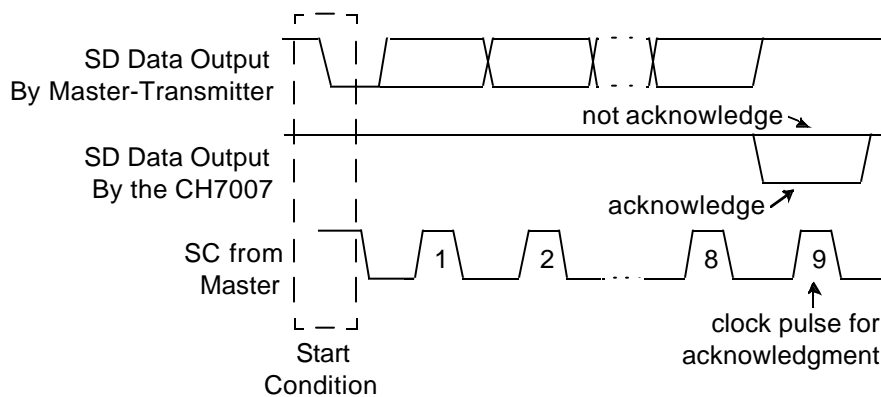 SD Data Output
By Master-Transmitter
not acknowledge
SD Data Output
By the CH7007
acknowledge
SC from
Master
1
2
8
9
clock pulse for
acknowledgment
Start
Condition